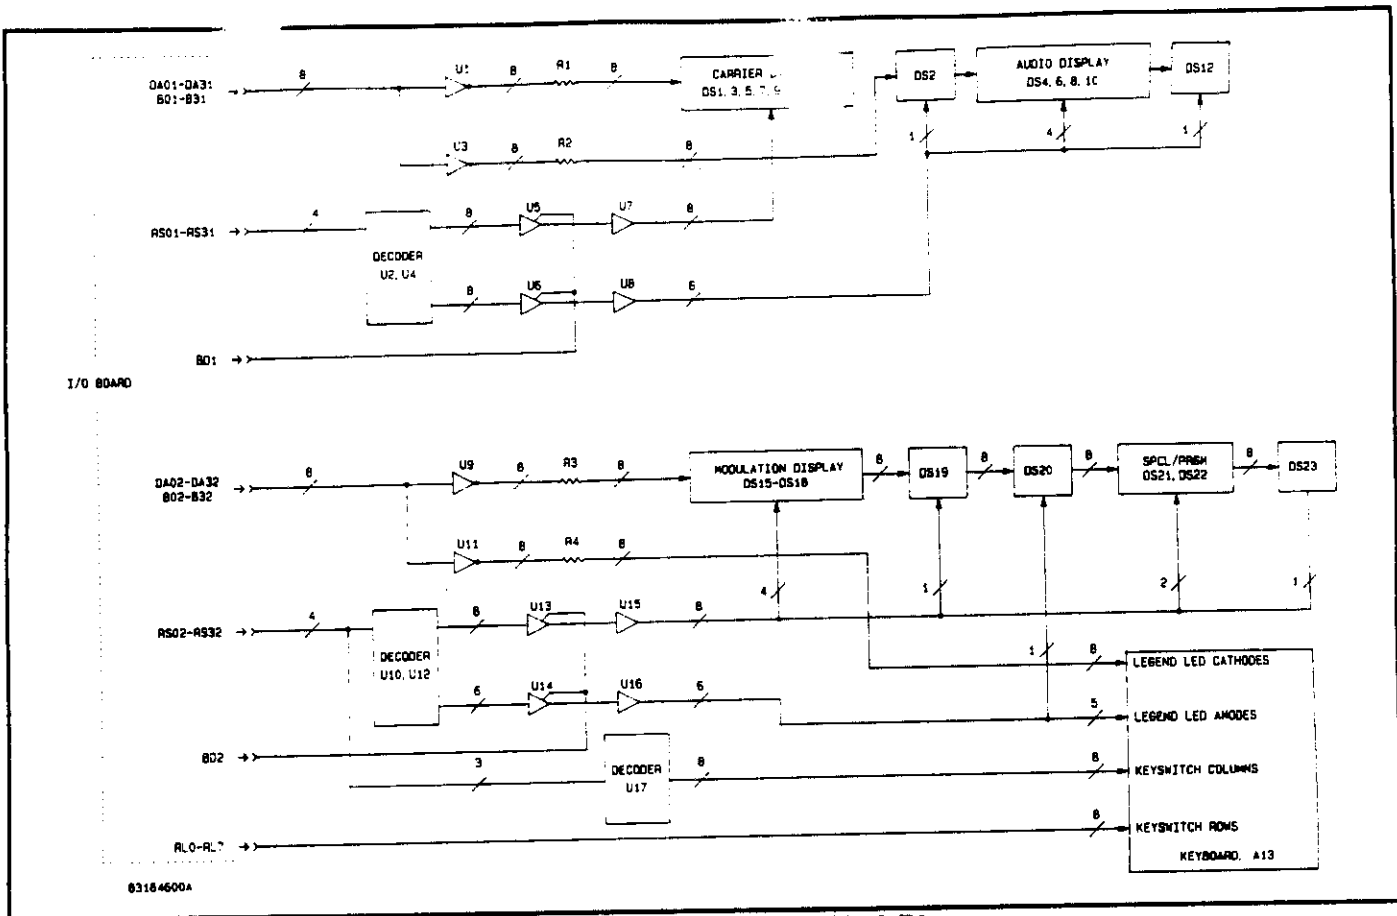 DA01-DA31
B01-B31
8
U1
8
R1
8
CARRIER
DS1, 3, 5, 7,
DS2
AUDIO DISPLAY
DS4, 6, 8, 10
DS12
1
4
1
U3
8
R2
8
RS01-RS31
4
DECODER
U2, U4
8
U5
U7
8
8
U6
U8
6
BD1
I/O BOARD
DA02-DA32
B02-B32
8
U9
8
R3
8
MODULATION DISPLAY
DS15-DS18
8
DS19
8
DS20
8
SPCL/PRGM
DS21, DS22
8
DS23
U11
8
R4
8
4
1
2
1
RS02-RS32
4
DECODER
U10, U12
8
U13
U15
8
1
8
LEGEND LED CATHODES
6
U14
U16
6
5
LEGEND LED ANODES
BD2
3
DECODER
U17
8
8
KEYSWITCH COLUMNS
RL0-RL7
8
KEYSWITCH ROWS
KEYBOARD, A13
83184600A